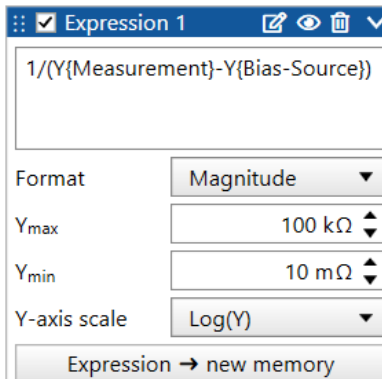 Expression 1
1/(Y{Measurement}-Y{Bias-Source})
Format Magnitude
Ymax 100 kΩ
Ymin 10 mΩ
Y-axis scale Log(Y)
Expression → new memory